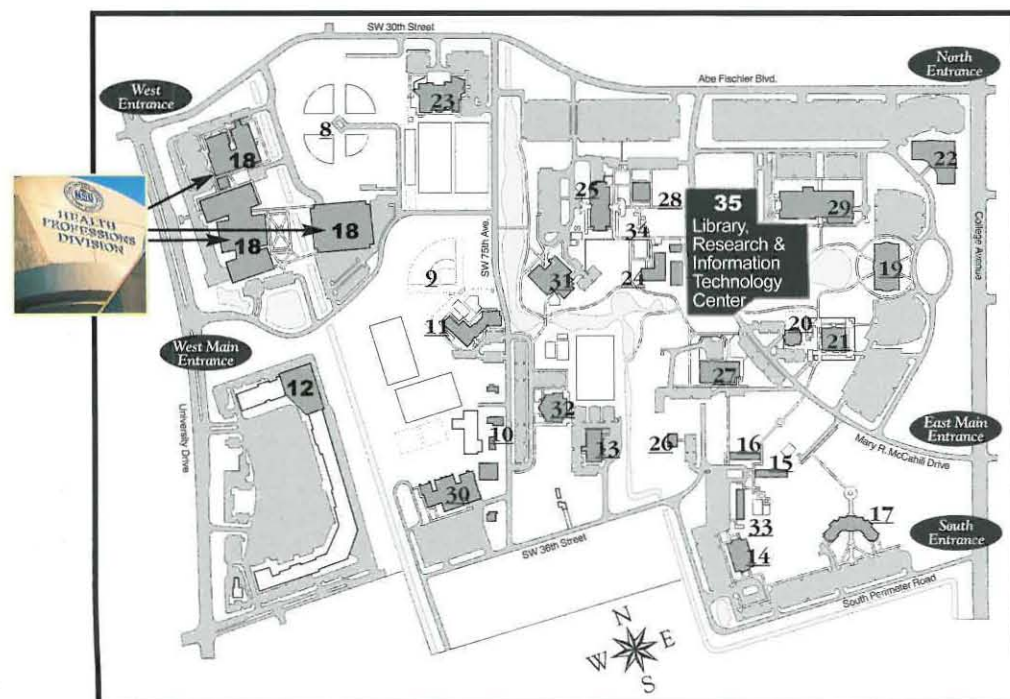 SW 30th Street
North
Entrance
West
Entrance
Abe Fischler Blvd.
23
8
18
22
25
28
35
Library,
Research &
Information
Technology
Center
29
NSU
HEALTH
PROFESSIONS
DIVISION
34
College Avenue
18
18
SW 75th Ave.
9
31
24
19
11
20
21
West Main
Entrance
12
27
University Drive
32
10
13
26
16
East Main
Entrance
Mary R. McCahill Drive
15
30
33
17
South
Entrance
SW 36th Street
14
South Perimeter Road
N
W
E
S